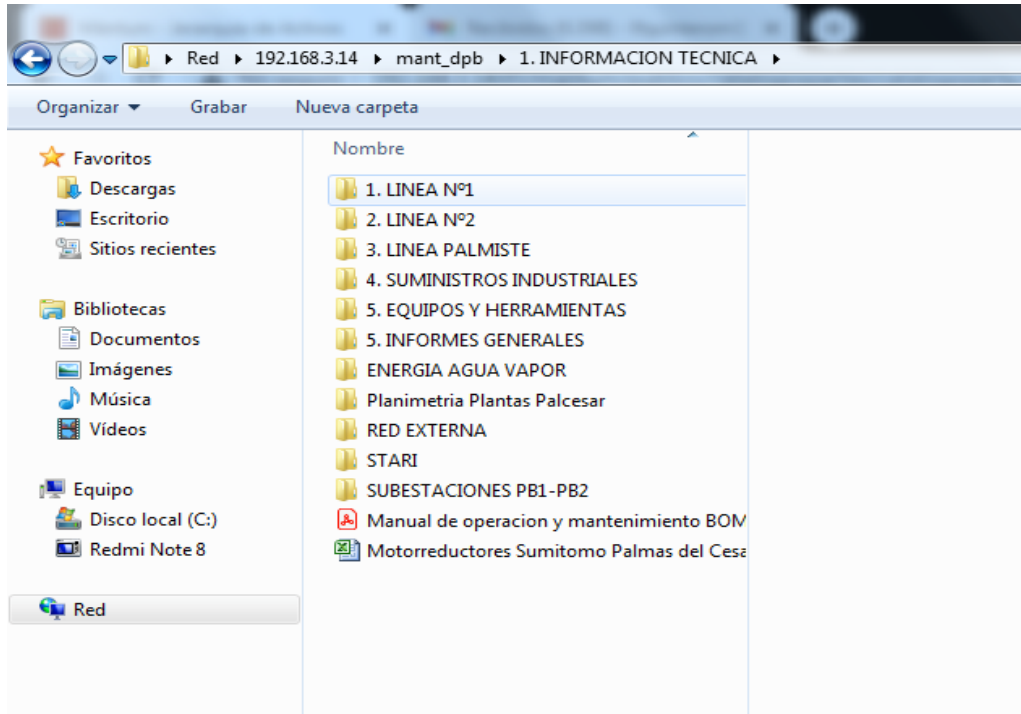 Red ▸ 192.168.3.14 ▸ mant_dpb ▸ 1. INFORMACION TECNICA ▸
Organizar Grabar Nueva carpeta
Favoritos
Descargas
Escritorio
Sitios recientes
Bibliotecas
Documentos
Imágenes
Música
Vídeos
Equipo
Disco local (C:)
Redmi Note 8
Red
Nombre
1. LINEA Nº1
2. LINEA Nº2
3. LINEA PALMISTE
4. SUMINISTROS INDUSTRIALES
5. EQUIPOS Y HERRAMIENTAS
5. INFORMES GENERALES
ENERGIA AGUA VAPOR
Planimetria Plantas Palcesar
RED EXTERNA
STARI
SUBESTACIONES PB1-PB2
Manual de operacion y mantenimiento BOM
Motorreductores Sumitomo Palmas del Cesa